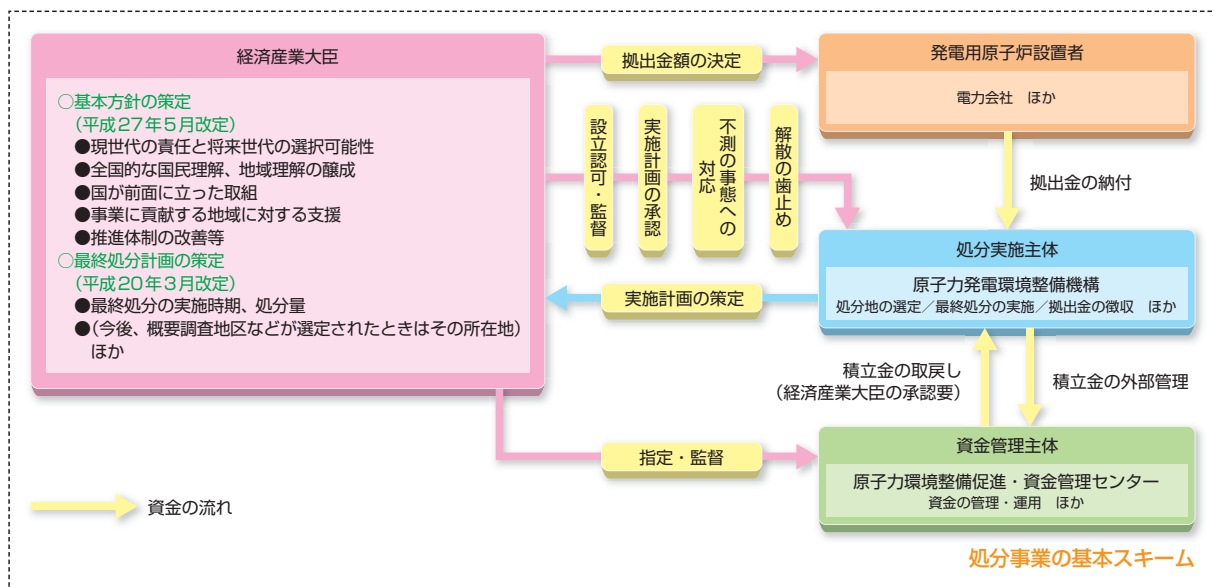 経済産業大臣
○基本方針の策定
(平成27年5月改定)
●現世代の責任と将来世代の選択可能性
●全国的な国民理解、地域理解の醸成
●国が前面に立った取組
●事業に貢献する地域に対する支援
●推進体制の改善等
○最終処分計画の策定
(平成20年3月改定)
●最終処分の実施時期、処分量
●(今後、概要調査地区などが選定されたときはその所在地)
ほか
拠出金額の決定
発電用原子炉設置者
電力会社 ほか
設立認可・監督
実施計画の承認
不測の事態への
対応
解散の歯止め
拠出金の納付
処分実施主体
原子力発電環境整備機構
処分地の選定／最終処分の実施／拠出金の徴収 ほか
実施計画の策定
積立金の取戻し
(経済産業大臣の承認要)
積立金の外部管理
指定・監督
資金管理主体
原子力環境整備促進・資金管理センター
資金の管理・運用 ほか
資金の流れ
処分事業の基本スキーム